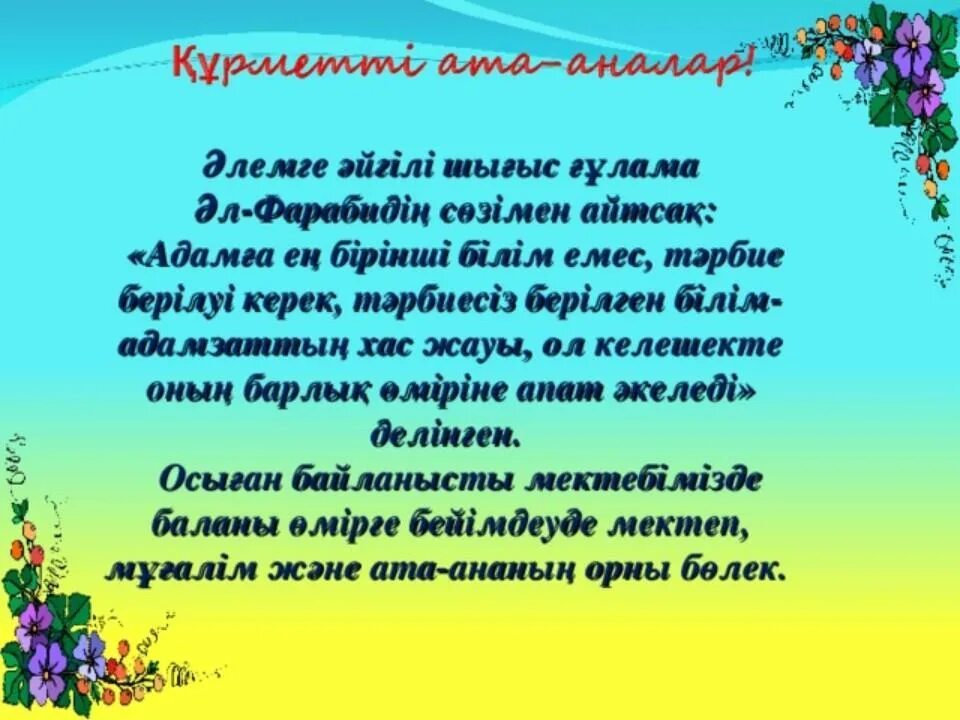 Құрметті ата-аналар!
Әлемге әйгілі шығыс ғұлама
Әл-Фарабидің сөзімен айтсақ:
«Адамға ең бірінші білім емес, тәрбие
берілуі керек, тәрбиесіз берілген білім-
адамзаттың хас жауы, ол келешекте
оның барлық өміріне апат әкеледі»
делінген.
Осыған байланысты мектебімізде
баланы өмірге бейімдеуде мектеп,
мұғалім және ата-ананың орны бөлек.